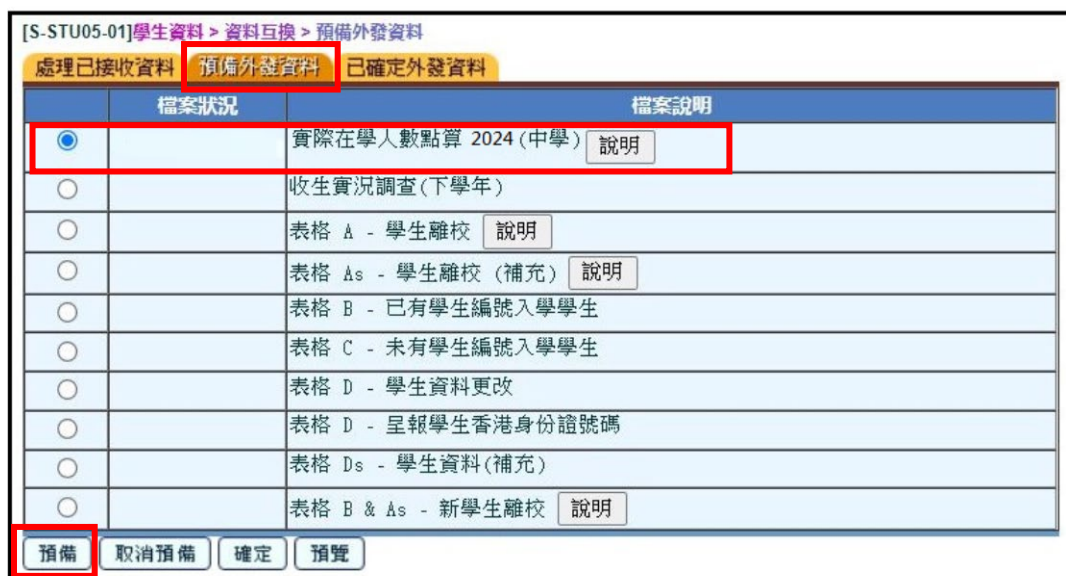 [S-STU05-01]學生資料 > 資料互換 > 預備外發資料
處理已接收資料 預備外發資料 已確定外發資料
檔案狀況 檔案說明
實際在學人數點算 2024(中學) 說明
收生實況調查(下學年)
表格 A - 學生離校 說明
表格 As - 學生離校 (補充) 說明
表格 B - 已有學生編號入學學生
表格 C - 未有學生編號入學學生
表格 D - 學生資料更改
表格 D - 呈報學生香港身份證號碼
表格 Ds - 學生資料(補充)
表格 B & As - 新學生離校 說明
預備 取消預備 確定 預覽